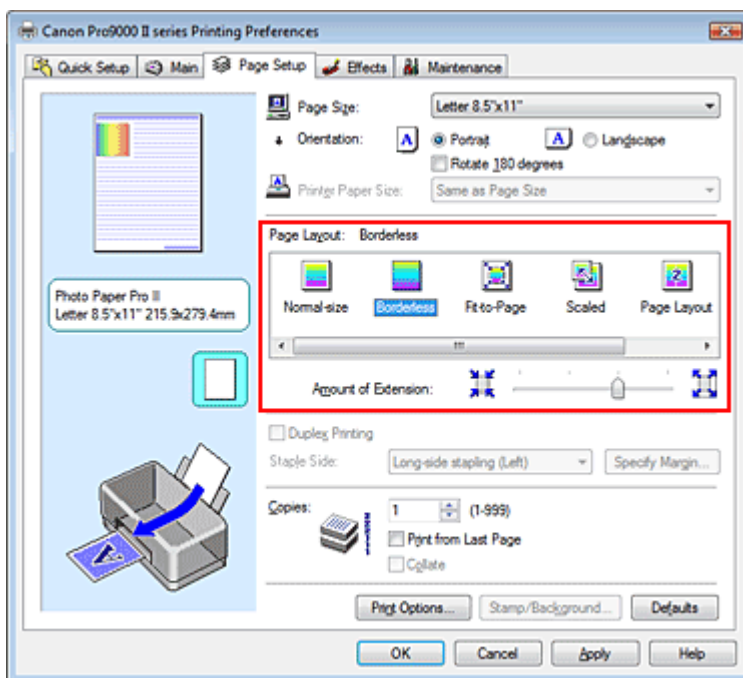 Canon Pro9000 II series Printing Preferences
Quick Setup Main Page Setup Effects Maintenance
Page Size: Letter 8.5"x11"
Orientation: A Portrait A Landscape
Rotate 180 degrees
Printer Paper Size: Same as Page Size
Page Layout: Borderless
Normal-size Borderless Fit-to-Page Scaled Page Layout
Amount of Extension:
Photo Paper Pro II
Letter 8.5"x11" 215.9x279.4mm
Duplex Printing
Staple Side: Long-side stapling (Left) Specify Margin...
Copies: 1 (1-999)
Print from Last Page
Collate
A
Print Options... Stamp/Background... Defaults
OK Cancel Apply Help